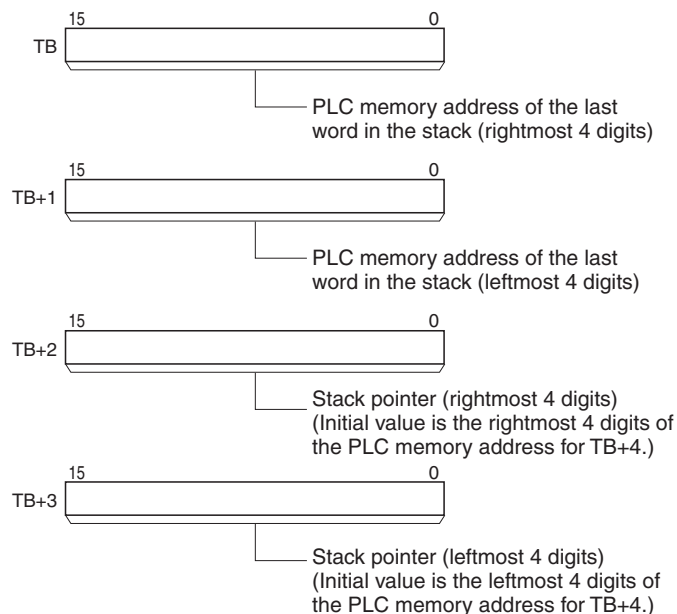 15 0
TB
PLC memory address of the last
word in the stack (rightmost 4 digits)
15 0
TB+1
PLC memory address of the last
word in the stack (leftmost 4 digits)
15 0
TB+2
Stack pointer (rightmost 4 digits)
(Initial value is the rightmost 4 digits of
the PLC memory address for TB+4.)
15 0
TB+3
Stack pointer (leftmost 4 digits)
(Initial value is the leftmost 4 digits of
the PLC memory address for TB+4.)